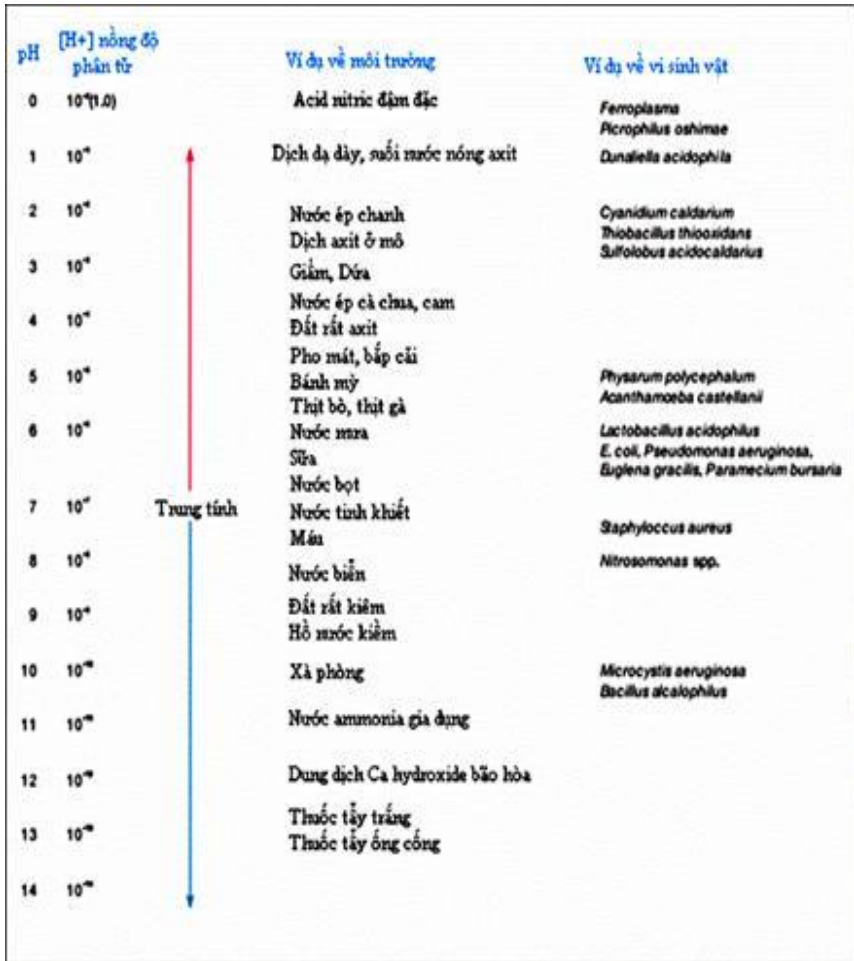 pH [H+] nồng độ phân tử Ví dụ về môi trường Ví dụ về vi sinh vật
0 (1.0) Acid nitric đậm đặc Ferroplasma
Picrophilus oshimae
1 Dịch dạ dày, suối nước nóng axit Dunaliella acidophila
2 Nước ép chanh Cyanidium caldarium
Dịch axit ở mô Thiobacillus thiooxidans
3 Sulfolobus acidocaldarius
Giấm, Dứa
Nước ép cà chua, cam
4 Đất rất axit
Pho mát, bắp cải
5 Bánh mỳ Physarum polycephalum
Thịt bò, thịt gà Acanthamoeba castellanii
6 Nước mưa Lactobacillus acidophilus
Sữa E. coli, Pseudomonas aeruginosa,
Euglena gracilis, Paramecium bursaria
Nước bọt
7 Trung tính Nước tinh khiết
Máu Staphyloccus aureus
8 Nitrosomonas spp.
Nước biển
9 Đất rất kiềm
Hồ nước kiềm
10 Xà phòng Microcystis aeruginosa
Bacillus alcalophilus
11 Nước ammonia gia dụng
12 Dung dịch Ca hydroxide bão hòa
Thuốc tẩy trắng
13 Thuốc tẩy ống cống
14